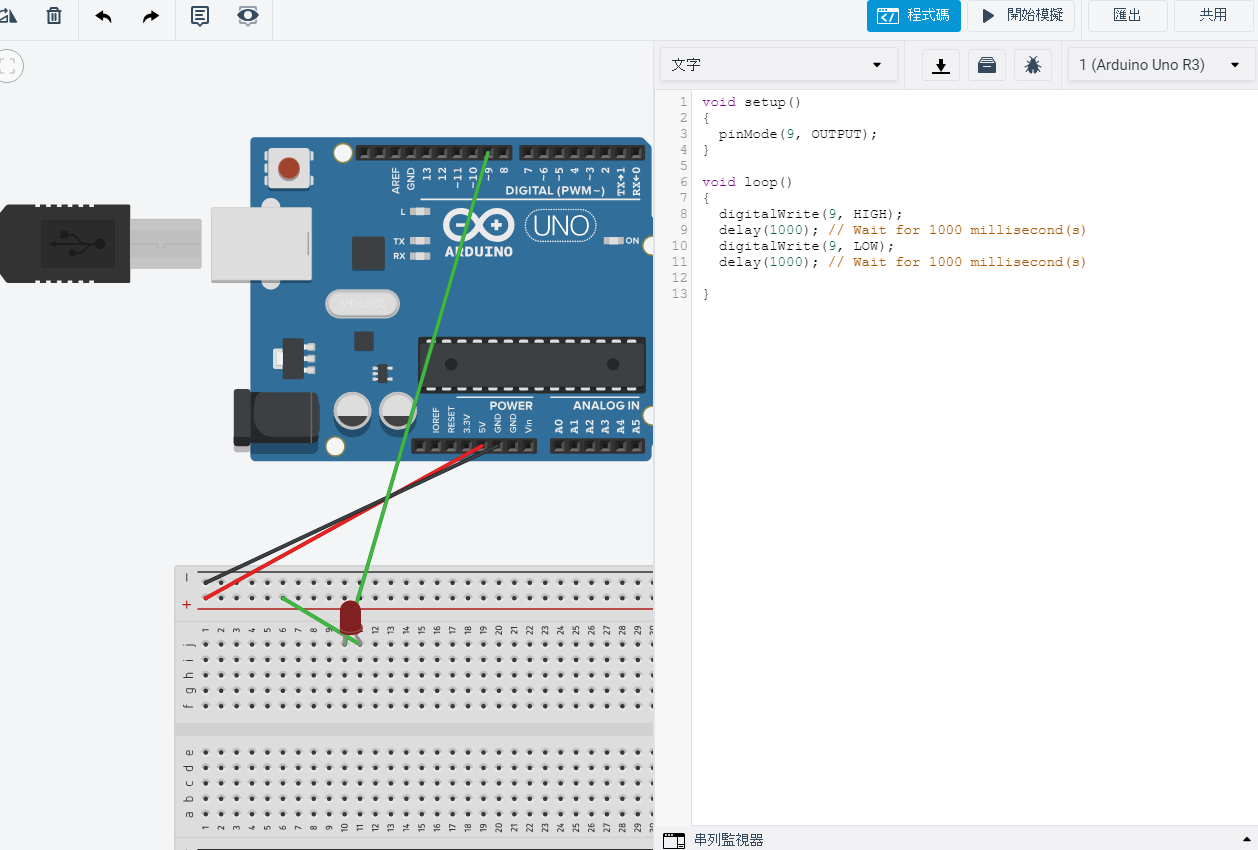 程式碼
開始模擬
匯出
共用
文字
1 (Arduino Uno R3)
1 void setup()
2 {
3 pinMode(9, OUTPUT);
4 }
5
6 void loop()
7 {
8 digitalWrite(9, HIGH);
9 delay(1000); // Wait for 1000 millisecond(s)
10 digitalWrite(9, LOW);
11 delay(1000); // Wait for 1000 millisecond(s)
12
13 }
AREF GND 13 12 ~11 ~10 ~9 8 7 ~6 ~5 4 ~3 2 TX→1 RX←0
DIGITAL (PWM~)
L
UNO
TX
RX
ON
ARDUINO
POWER
ANALOG IN
IOREF RESET 3.3V 5V GND GND Vin A0 A1 A2 A3 A4 A5
−
+
1 2 3 4 5 6 7 8 9 12 13 14 15 16 17 18 19 20 21 22 23 24 25 26 27 28 29
j
i
h
g
f
e
d
c
b
a
1 2 3 4 5 6 7 8 9 10 11 12 13 14 15 16 17 18 19 20 21 22 23 24 25 26 27 28 29
串列監視器